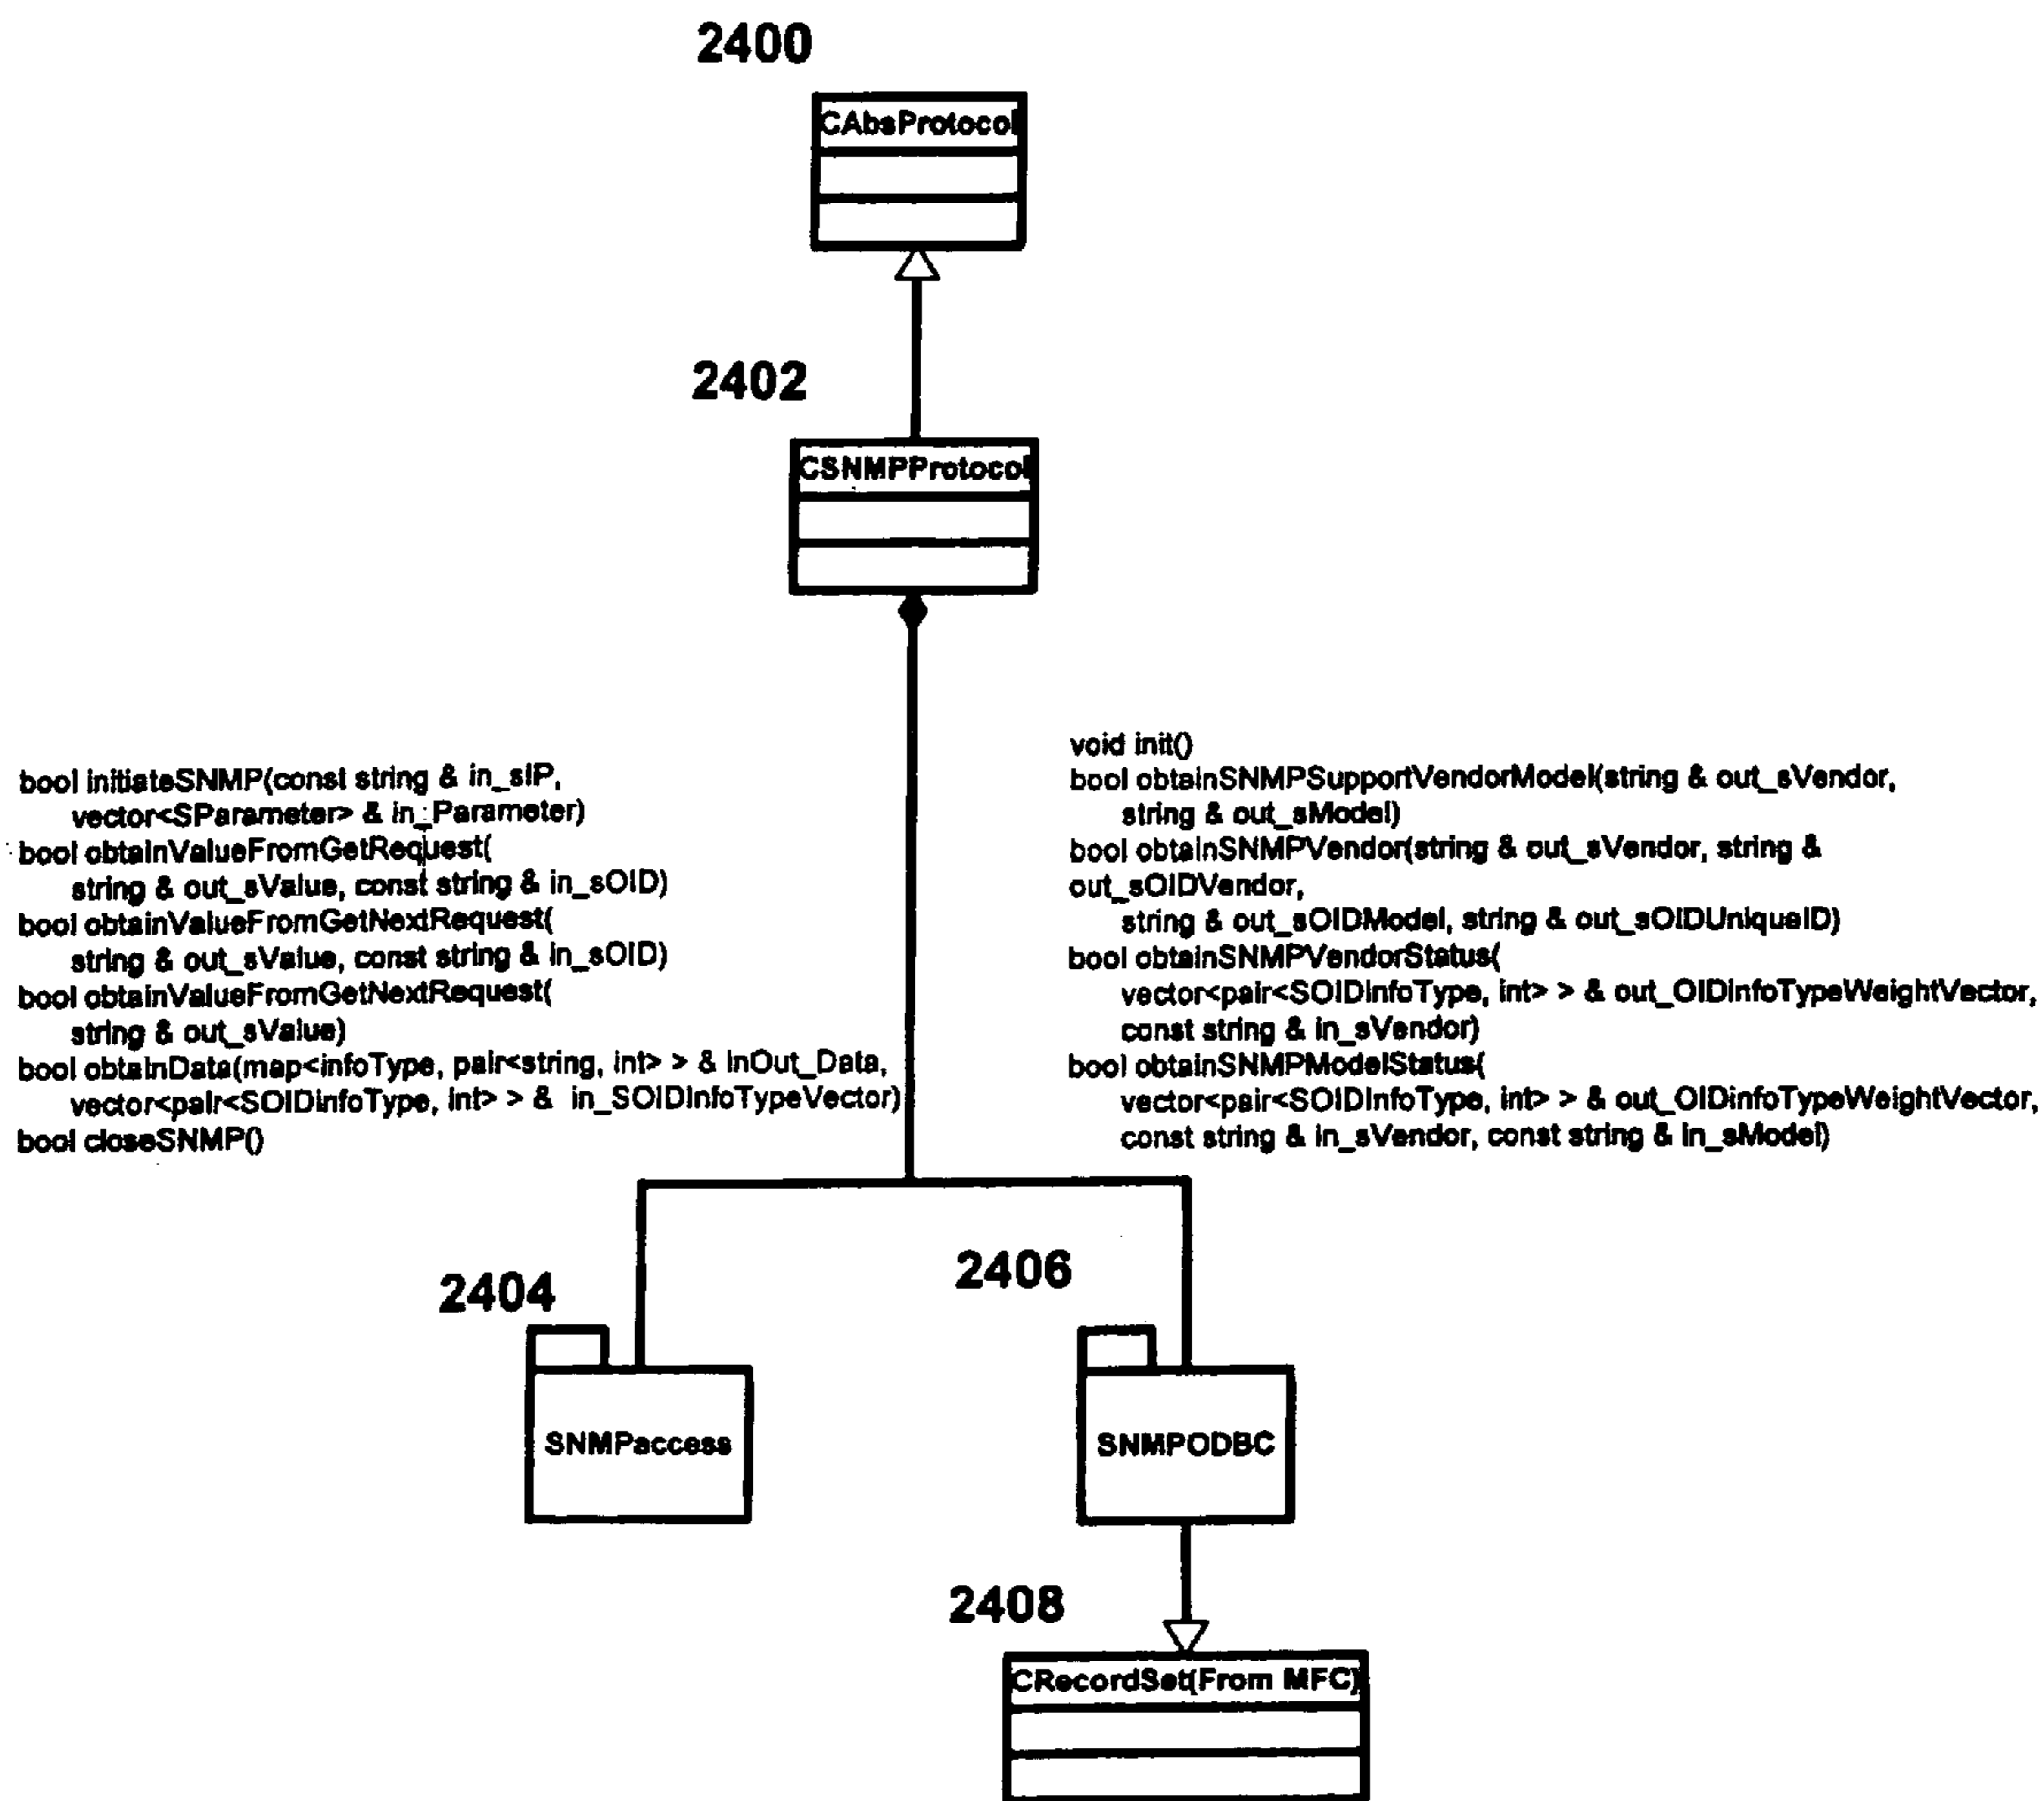 2400
CAbsProtocol
2402
CSNMPProtocol
bool initiateSNMP(const string & in_sIP,
vector<SParameter> & in_Parameter)
bool obtainValueFromGetRequest(
string & out_sValue, const string & in_sOID)
bool obtainValueFromGetNextRequest(
string & out_sValue, const string & in_sOID)
bool obtainValueFromGetNextRequest(
string & out_sValue)
bool obtainData(map<infoType, pair<string, int> > & inOut_Data,
vector<pair<SOIDinfoType, int> > & in_SOIDinfoTypeVector)
bool closeSNMP()
void init()
bool obtainSNMPSupportVendorModel(string & out_sVendor,
string & out_sModel)
bool obtainSNMPVendor(string & out_sVendor, string &
out_sOIDVendor,
string & out_sOIDModel, string & out_sOIDUniqueID)
bool obtainSNMPVendorStatus(
vector<pair<SOIDinfoType, int> > & out_OIDinfoTypeWeightVector,
const string & in_sVendor)
bool obtainSNMPModelStatus(
vector<pair<SOIDinfoType, int> > & out_OIDinfoTypeWeightVector,
const string & in_sVendor, const string & in_sModel)
2404
SNMPaccess
2406
SNMPODBC
2408
CRecordSet(From MFC)